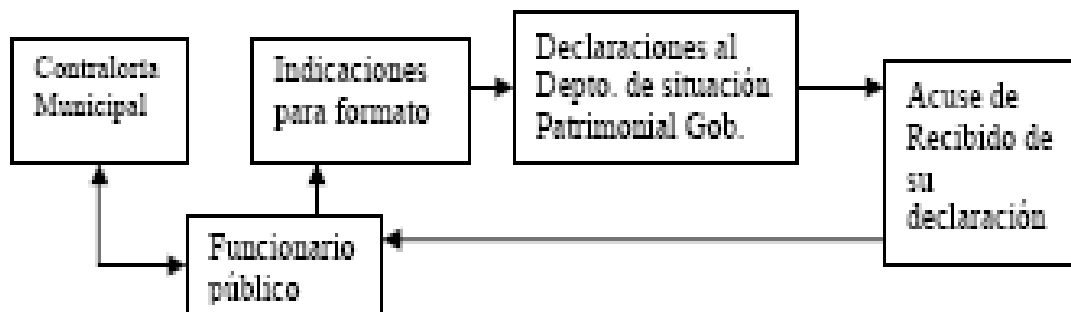 Contraloría
Municipal
Indicaciones
para formato
Declaraciones al
Depto. de situación
Patrimonial Gob.
Acuse de
Recibido de
su
declaración
Funcionario
público